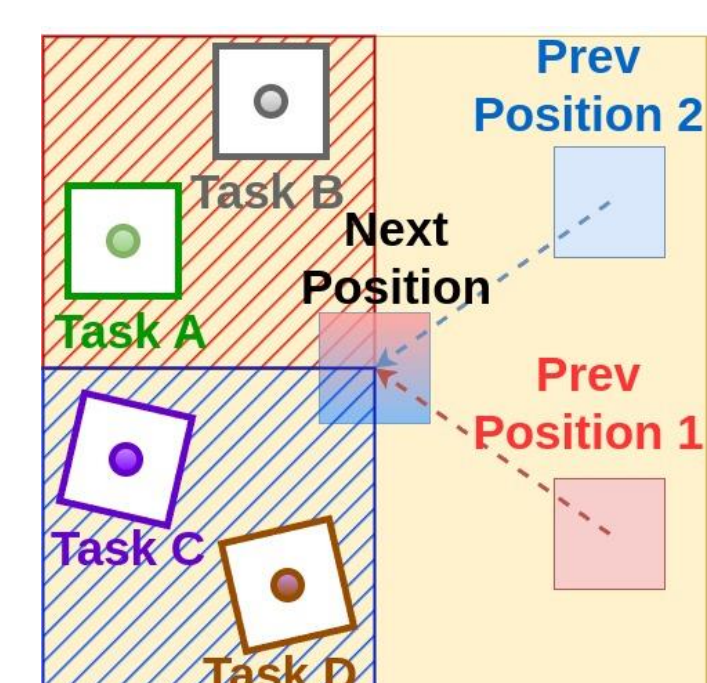 Prev
Position 2
Task B
Next
Position
Task A
Prev
Position 1
Task C
Task D